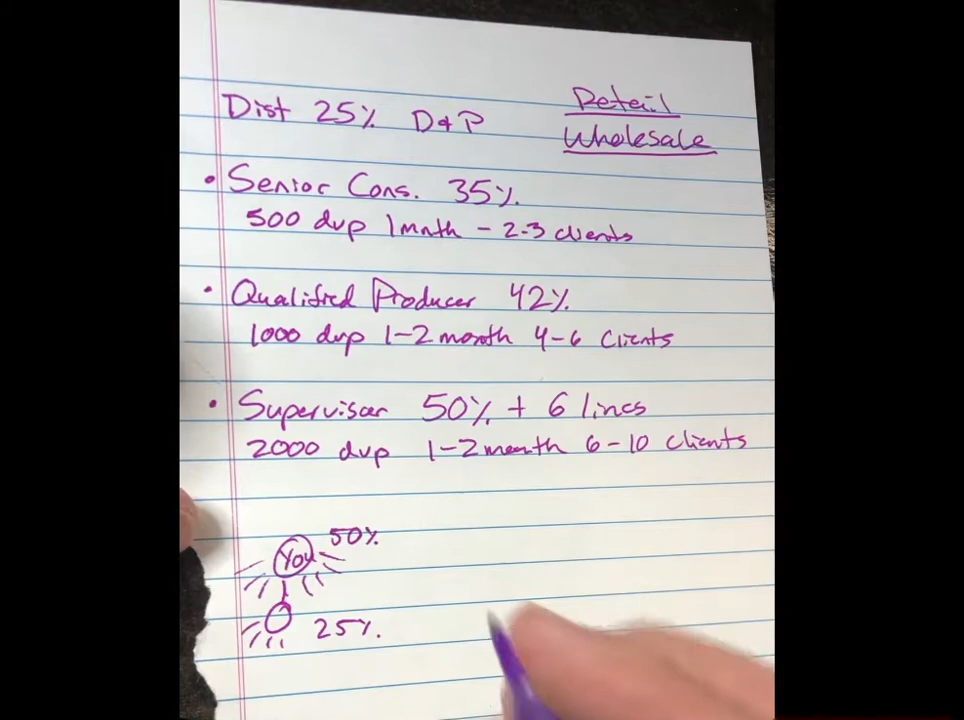 Dist 25% D+P
Retail
Wholesale
• Senior Cons. 35%.
500 dvp 1 mnth - 2-3 clients
• Qualified Producer 42%
1000 dvp 1-2 month 4-6 clients
• Supervisor 50% + 6 lines
2000 dvp 1-2 month 6-10 clients
You 50%
25%.